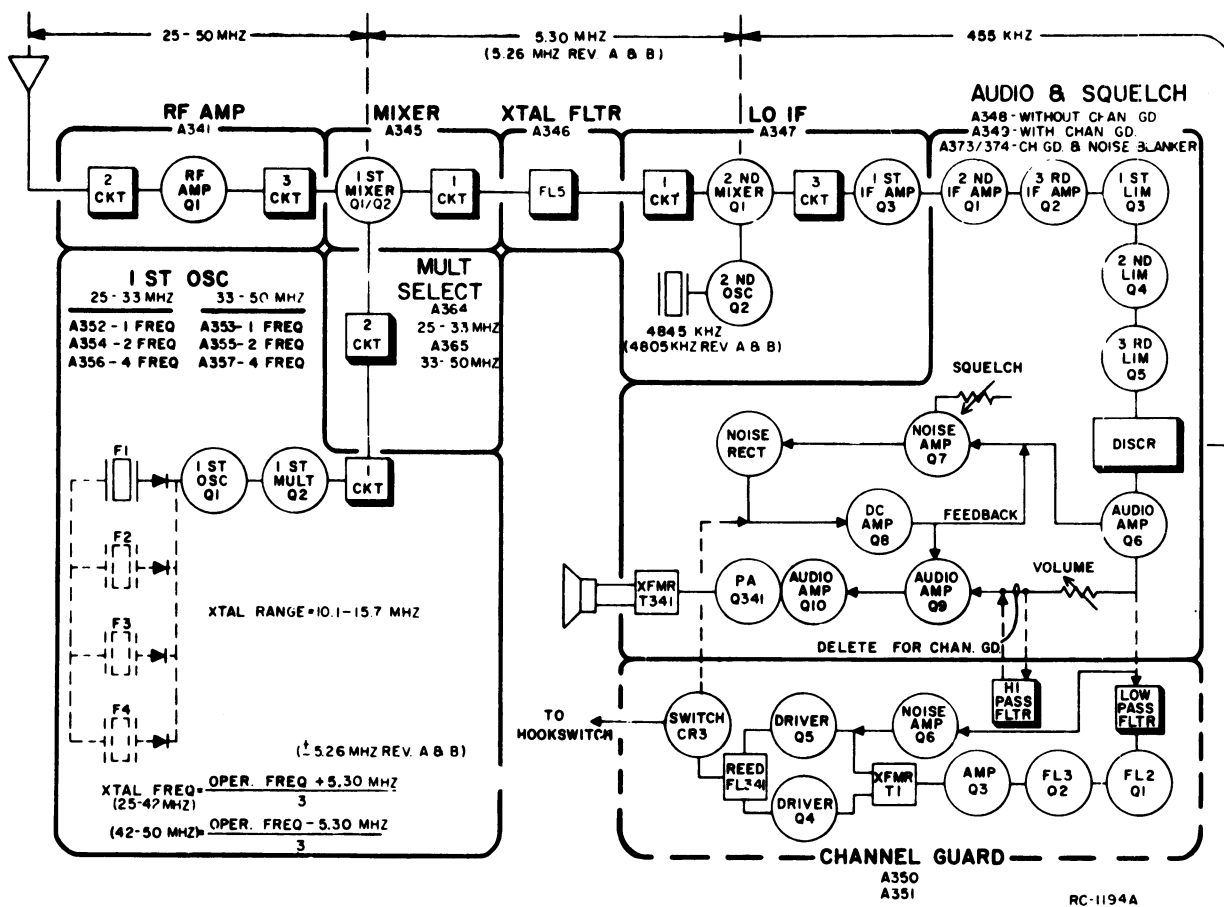 25-50 MHZ
5.30 MHZ
(5.26 MHZ REV. A & B)
455 KHZ
RF AMP
A341
MIXER
A345
XTAL FLTR
A346
LO IF
A347
AUDIO & SQUELCH
A348-WITHOUT CHAN GD
A349-WITH CHAN GD.
A373/374-CH GD. & NOISE BLANKER
2
CKT
RF
AMP
Q1
3
CKT
1 ST
MIXER
Q1/Q2
1
CKT
FL5
1
CKT
2 ND
MIXER
Q1
3
CKT
1 ST
IF AMP
Q3
2 ND
IF AMP
Q1
3 RD
IF AMP
Q2
1 ST
LIM
Q3
1 ST OSC
25-33 MHZ
A352-1 FREQ
A354-2 FREQ
A356-4 FREQ
33-50 MHZ
A353-1 FREQ
A355-2 FREQ
A357-4 FREQ
MULT
SELECT
A364
25-33 MHZ
A365
33-50 MHZ
2
CKT
2 ND
OSC
Q2
4845 KHZ
(4805KHZ REV A & B)
2 ND
LIM
Q4
3 RD
LIM
Q5
DISCR
SQUELCH
NOISE
AMP
Q7
NOISE
RECT
F1
1 ST
OSC
Q1
1 ST
MULT
Q2
1
CKT
DC
AMP
Q8
FEEDBACK
AUDIO
AMP
Q6
F2
XFMR
T341
PA
Q341
AUDIO
AMP
Q10
AUDIO
AMP
Q9
VOLUME
XTAL RANGE=10.1-15.7 MHZ
F3
DELETE FOR CHAN. GD.
F4
TO
HOOKSWITCH
SWITCH
CR3
DRIVER
Q5
NOISE
AMP
Q6
HI
PASS
FLTR
LOW
PASS
FLTR
REED
FL341
DRIVER
Q4
XFMR
T1
AMP
Q3
FL3
Q2
FL2
Q1
(± 5.26 MHZ REV. A & B)
XTAL FREQ= OPER. FREQ +5.30 MHZ
(25-42 MHZ) 3
(42-50 MHZ)= OPER. FREQ-5.30 MHZ
3
CHANNEL GUARD
A350
A351
RC-1194A